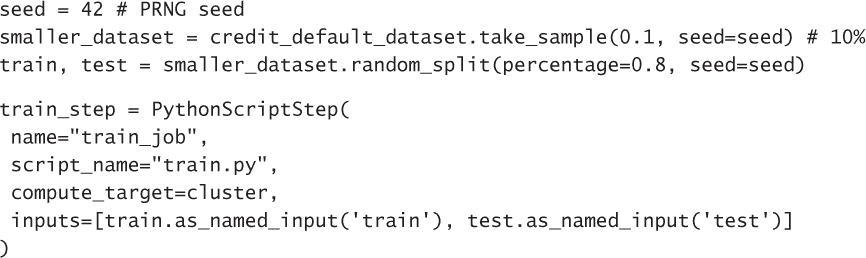 seed = 42 # PRNG seed
smaller_dataset = credit_default_dataset.take_sample(0.1, seed=seed) # 10%
train, test = smaller_dataset.random_split(percentage=0.8, seed=seed)
train_step = PythonScriptStep(
 name="train_job",
 script_name="train.py",
 compute_target=cluster,
 inputs=[train.as_named_input('train'), test.as_named_input('test')]
)